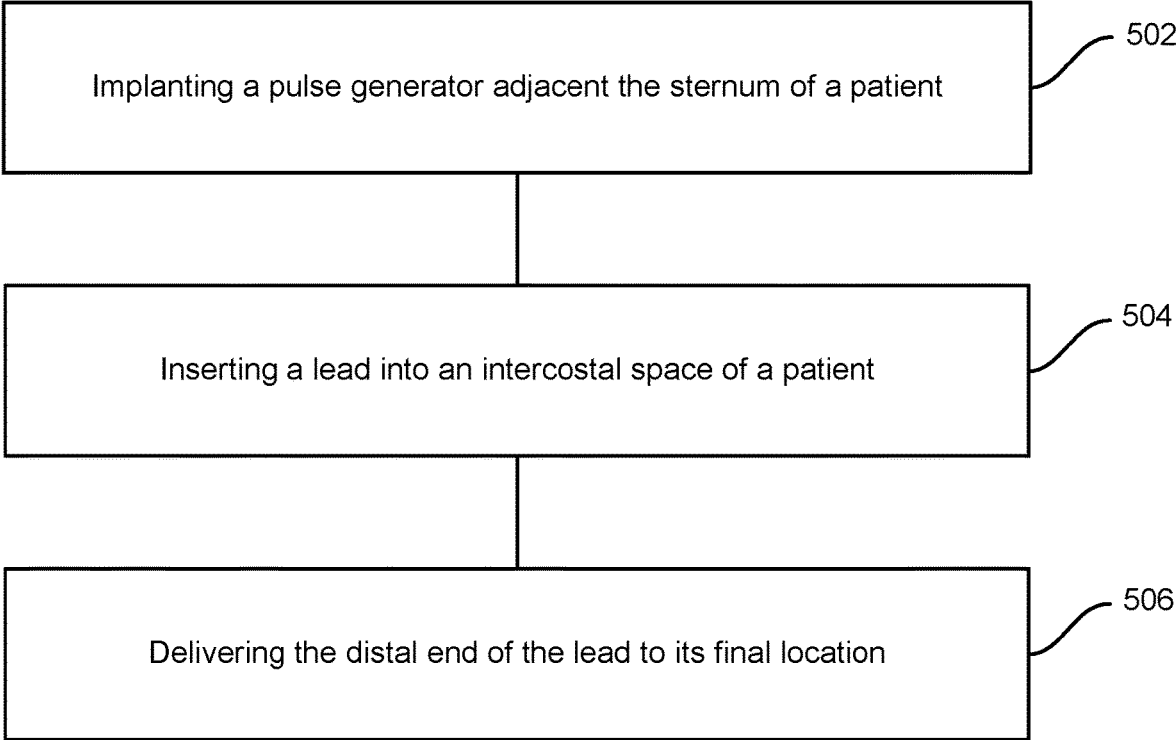 502
Implanting a pulse generator adjacent the sternum of a patient
504
Inserting a lead into an intercostal space of a patient
506
Delivering the distal end of the lead to its final location